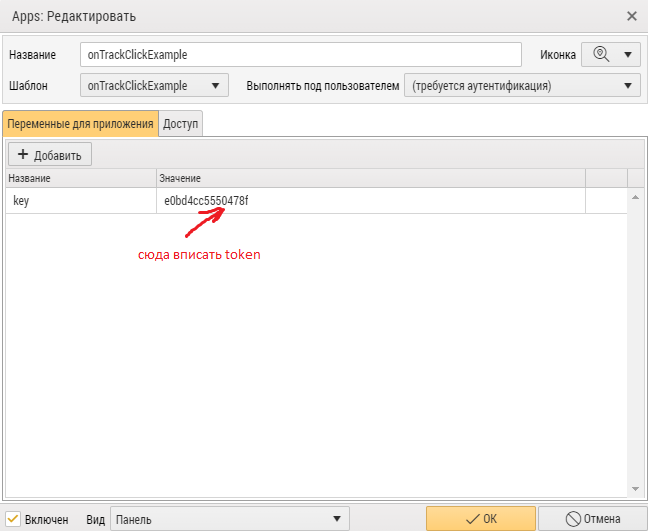 Apps: Редактировать
Название onTrackClickExample Иконка
Шаблон onTrackClickExample Выполнять под пользователем (требуется аутентификация)
Переменные для приложения Доступ
+ Добавить
Название Значение
key e0bd4cc5550478f
сюда вписать token
Включен Вид Панель OK Отмена